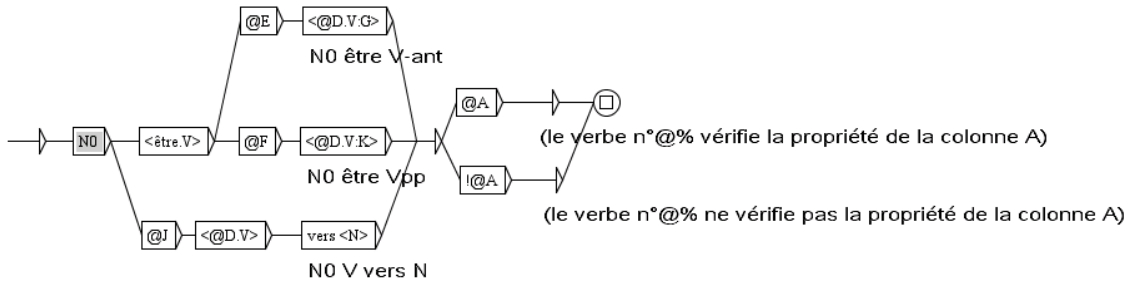 @E <@D.V:G>
N0 être V-ant
@A
(le verbe n°@% vérifie la propriété de la colonne A)
N0 <être.V> @F <@D.V:K>
N0 être Vpp
!@A
(le verbe n°@% ne vérifie pas la propriété de la colonne A)
@J <@D.V> vers <N>
N0 V vers N